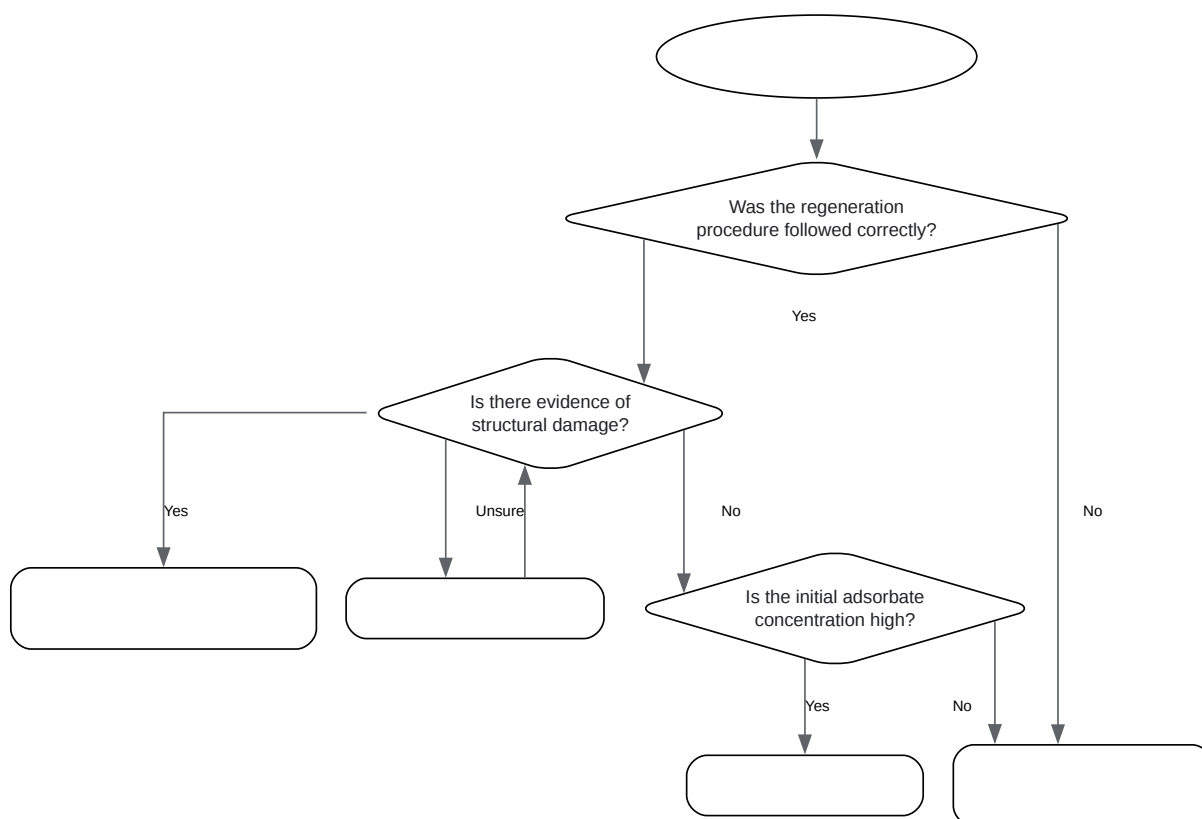 Was the regeneration
procedure followed correctly?
Yes
Is there evidence of
structural damage?
Yes
Unsure
No
No
Is the initial adsorbate
concentration high?
Yes
No